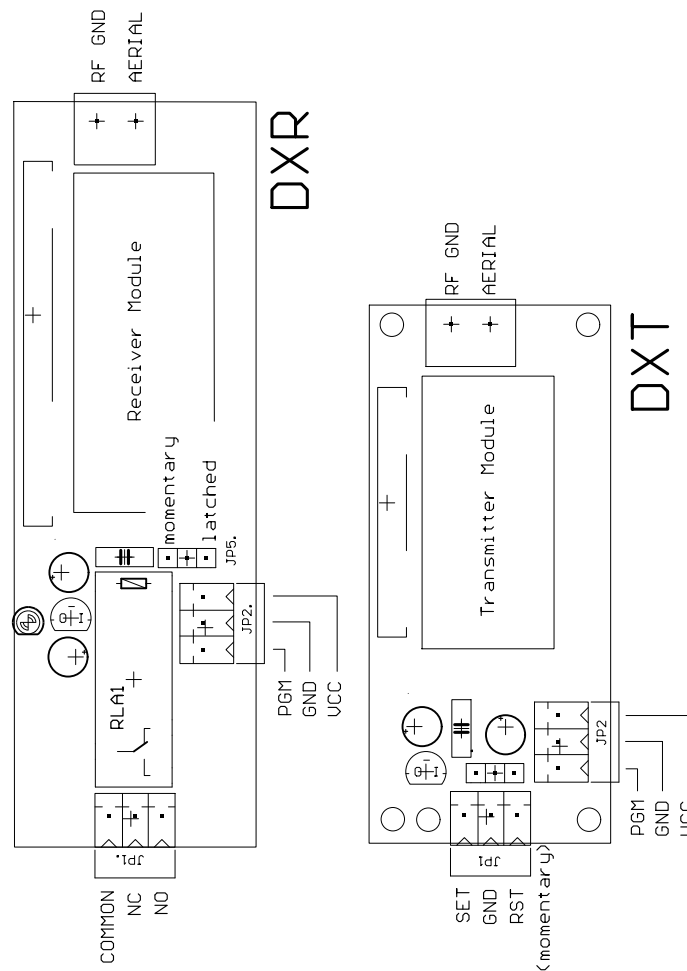 RF GND
AERIAL
DXR
Receiver Module
momentary
latched
JP5.
RLA1
JP2.
PGM
GND
VCC
JP1.
COMMON
NC
NO
RF GND
AERIAL
DXT
Transmitter Module
JP2
PGM
GND
VCC
JP1
SET
GND
RST
(momentary)